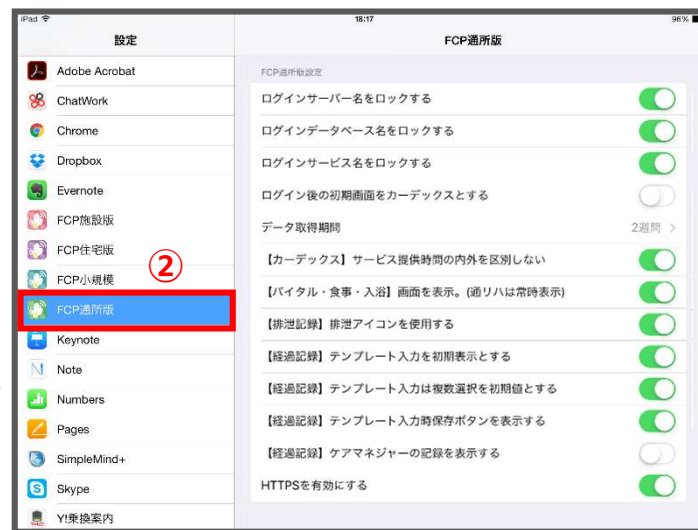 iPad
18:17
96%
設定
FCP通所版
Adobe Acrobat
ChatWork
Chrome
Dropbox
Evernote
FCP施設版
FCP住宅版
②
FCP小規模
FCP通所版
Keynote
Note
Numbers
Pages
SimpleMind+
Skype
Y!乗換案内
FCP通所版設定
ログインサーバー名をロックする
ログインデータベース名をロックする
ログインサービス名をロックする
ログイン後の初期画面をカーデックスとする
データ取得期間 2週間
【カーデックス】サービス提供時間の内外を区別しない
【バイタル・食事・入浴】画面を表示。(通リハは常時表示)
【排泄記録】排泄アイコンを使用する
【経過記録】テンプレート入力を初期表示とする
【経過記録】テンプレート入力は複数選択を初期値とする
【経過記録】テンプレート入力時保存ボタンを表示する
【経過記録】ケアマネジャーの記録を表示する
HTTPSを有効にする